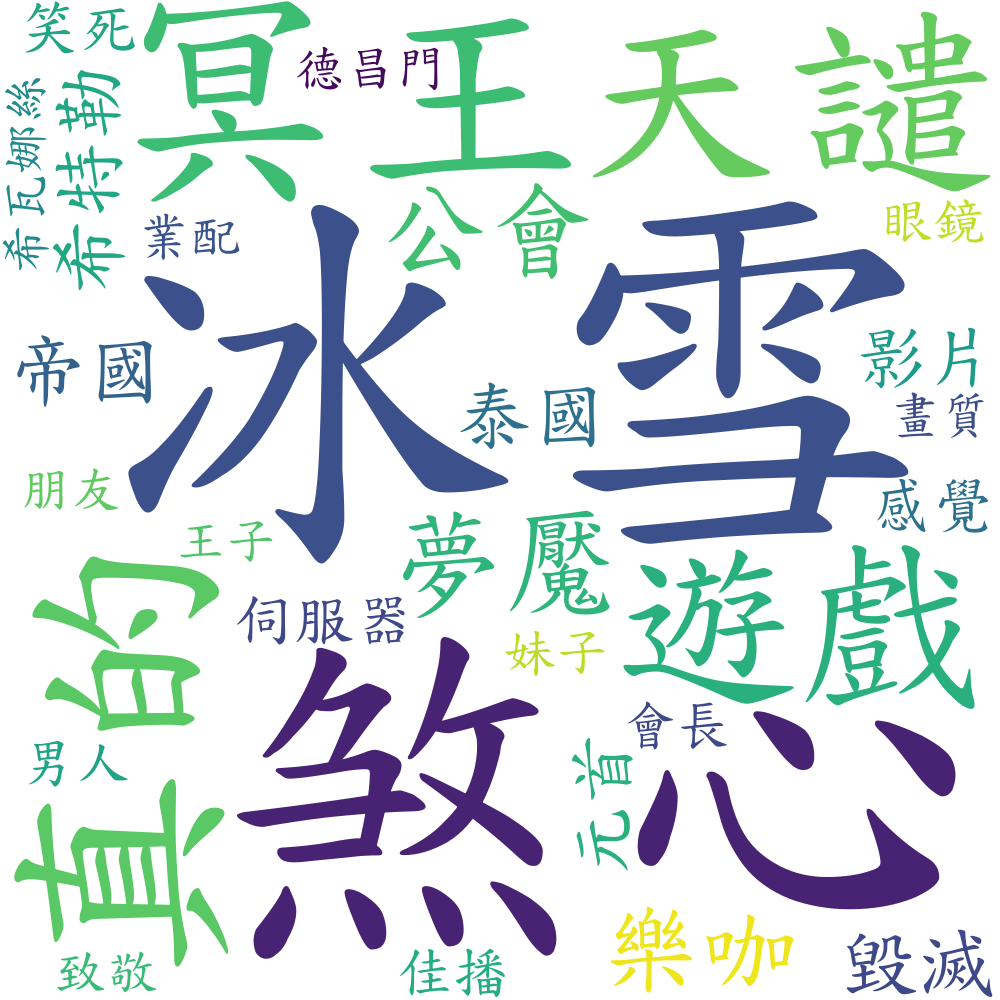 笑死
冥王
德昌門
天譴
希瓦娜絲
希特勒
公會
業配
眼鏡
冰雪
帝國
泰國
影片
畫質
朋友
感覺
王子
夢魘
真的
遊戲
伺服器
妹子
煞心
會長
男人
元首
樂咖
毀滅
致敬
佳播